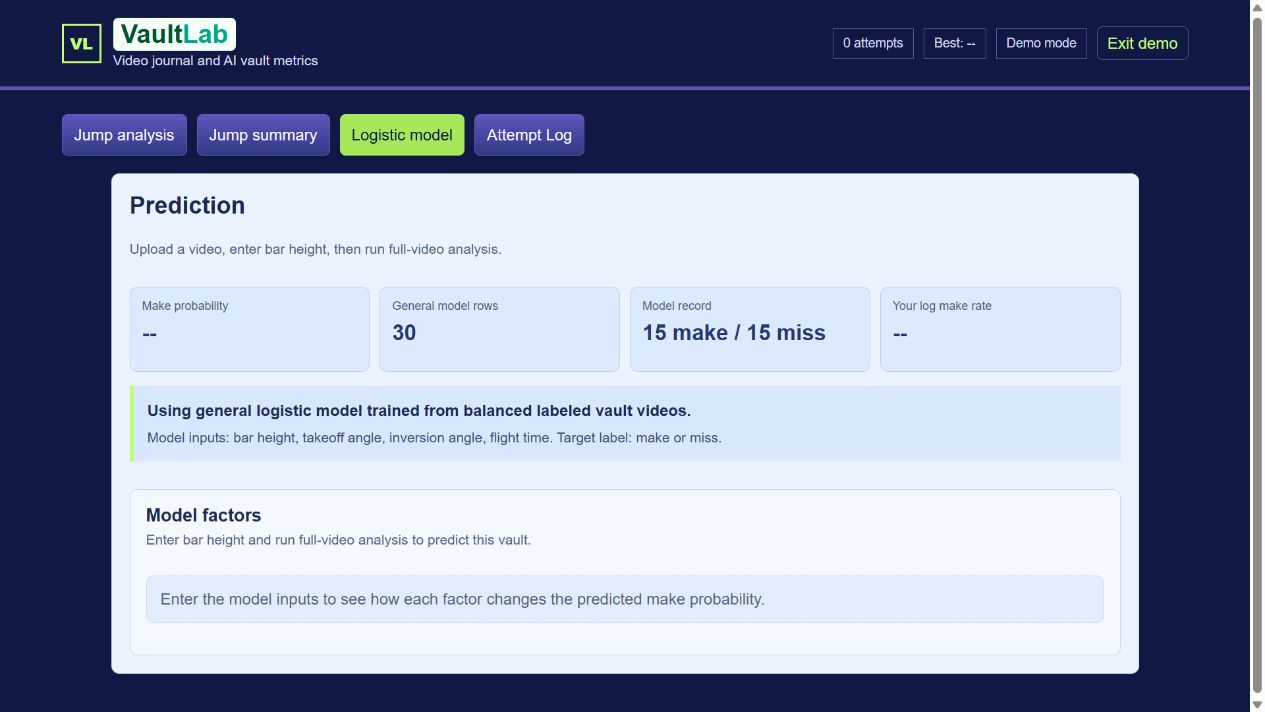 VL
VaultLab
Video journal and AI vault metrics
0 attempts
Best: --
Demo mode
Exit demo
Jump analysis
Jump summary
Logistic model
Attempt Log
Prediction
Upload a video, enter bar height, then run full-video analysis.
Make probability
--
General model rows
30
Model record
15 make / 15 miss
Your log make rate
--
Using general logistic model trained from balanced labeled vault videos.
Model inputs: bar height, takeoff angle, inversion angle, flight time. Target label: make or miss.
Model factors
Enter bar height and run full-video analysis to predict this vault.
Enter the model inputs to see how each factor changes the predicted make probability.